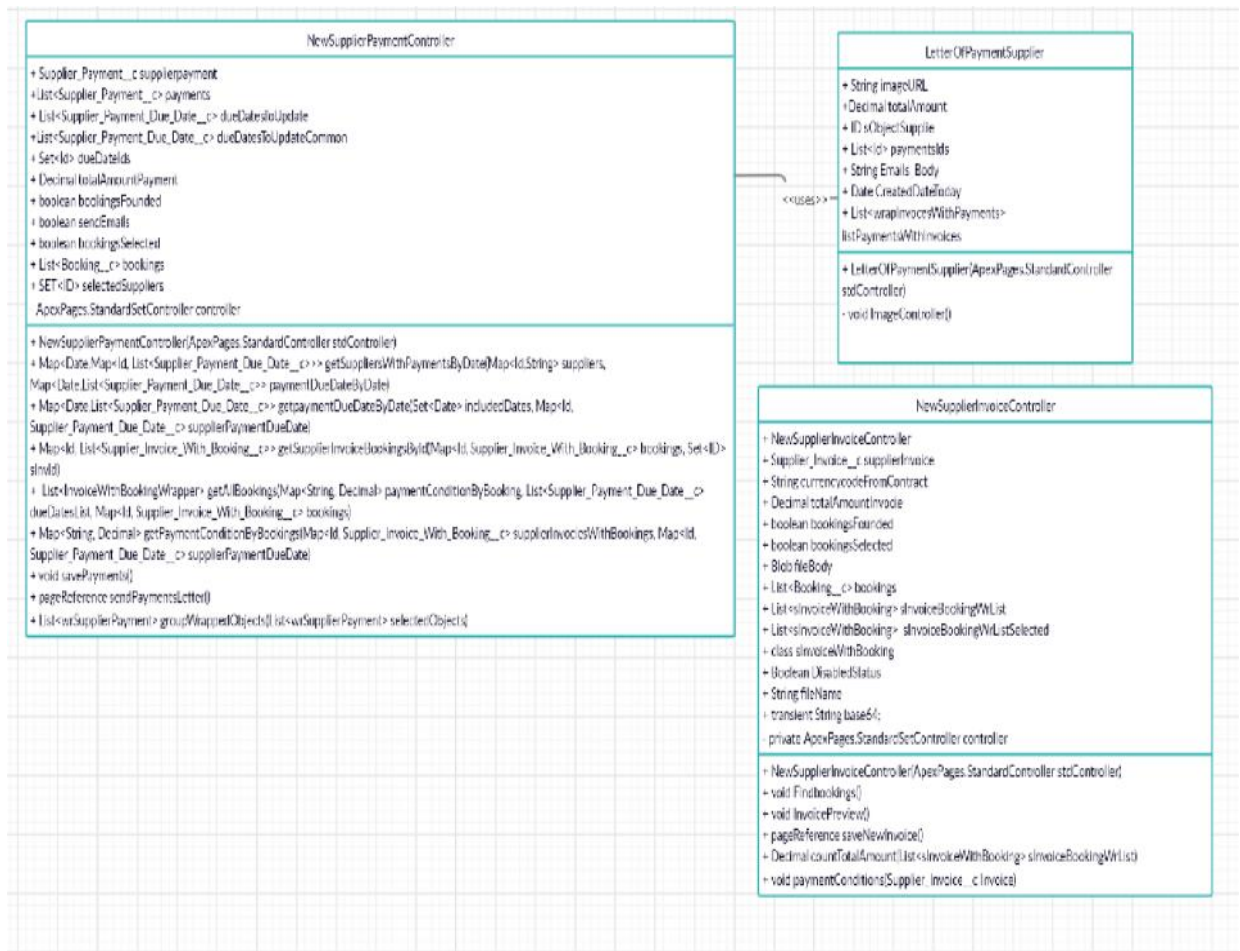 NewSupplierPaymentController
+ Supplier_Payment__c supplierpayment
+List<Supplier_Payment__c> payments
+ List<Supplier_Payment_Due_Date__c> dueDatesToUpdate
+List<Supplier_Payment_Due_Date__c> dueDatesToUpdateCommon
+ Set<Id> dueDateIds
+ Decimal totalAmountPayment
+ boolean bookingsFounded
+ boolean sendEmails
+ boolean bookingsSelected
+ List<Booking__c> bookings
+ SET<ID> selectedSuppliers
ApexPages.StandardSetController controller
+ NewSupplierPaymentController(ApexPages.StandardController stdController)
+ Map<Date,Map<Id, List<Supplier_Payment_Due_Date__c>>> getSuppliersWithPaymentsByDate(Map<Id,String> suppliers,
Map<Date,List<Supplier_Payment_Due_Date__c>> paymentDueDateByDate)
+ Map<Date,List<Supplier_Payment_Due_Date__c>> getpaymentDueDateByDate(Set<Date> includedDates, Map<Id,
Supplier_Payment_Due_Date__c> supplierPaymentDueDate)
+ Map<Id, List<Supplier_Invoice_With_Booking__c>> getSupplierInvoiceBookingsById(Map<Id, Supplier_Invoice_With_Booking__c> bookings, Set<ID>
sInvId)
+ List<InvoiceWithBookingWrapper> getAllBookings(Map<String, Decimal> paymentConditionByBooking, List<Supplier_Payment_Due_Date__c>
dueDatesList, Map<Id, Supplier_Invoice_With_Booking__c> bookings)
+ Map<String, Decimal> getPaymentConditionByBookings(Map<Id, Supplier_Invoice_With_Booking__c> supplierInvociesWithBookings, Map<Id,
Supplier_Payment_Due_Date__c> supplierPaymentDueDate)
+ void savePayments()
+ pageReference sendPaymentsLetter()
+ List<wrSupplierPayment> groupWrappedObjects(List<wrSupplierPayment> selectedObjects)
<<uses>>
LetterOfPaymentSupplier
+ String imageURL
+Decimal totalAmount
+ ID sObjectSupplie
+ List<Id> paymentsIds
+ String Emails_Body
+ Date CreatedDateToday
+ List<wrapInvocesWithPayments>
listPaymentsWithInvoices
+ LetterOfPaymentSupplier(ApexPages.StandardController
stdController)
- void ImageController()
NewSupplierInvoiceController
+ NewSupplierInvoiceController
+ Supplier_Invoice__c supplierInvoice
+ String currencycodeFromContract
+ Decimal totalAmountInvocie
+ boolean bookingsFounded
+ boolean bookingsSelected
+ Blob fileBody
+ List<Booking__c> bookings
+ List<sInvoiceWithBooking> sInvoiceBookingWrList
+ List<sInvoiceWithBooking> sInvoiceBookingWrListSelected
+ class sInvoiceWithBooking
+ Boolean DisabledStatus
+ String fileName
+ transient String base64;
- private ApexPages.StandardSetController controller
+ NewSupplierInvoiceController(ApexPages.StandardController stdController)
+ void Findbookings()
+ void InvoicePreview()
+ pageReference saveNewInvoice()
+ Decimal countTotalAmount(List<sInvoiceWithBooking> sInvoiceBookingWrList)
+ void paymentConditions(Supplier_Invoice__c Invoice)